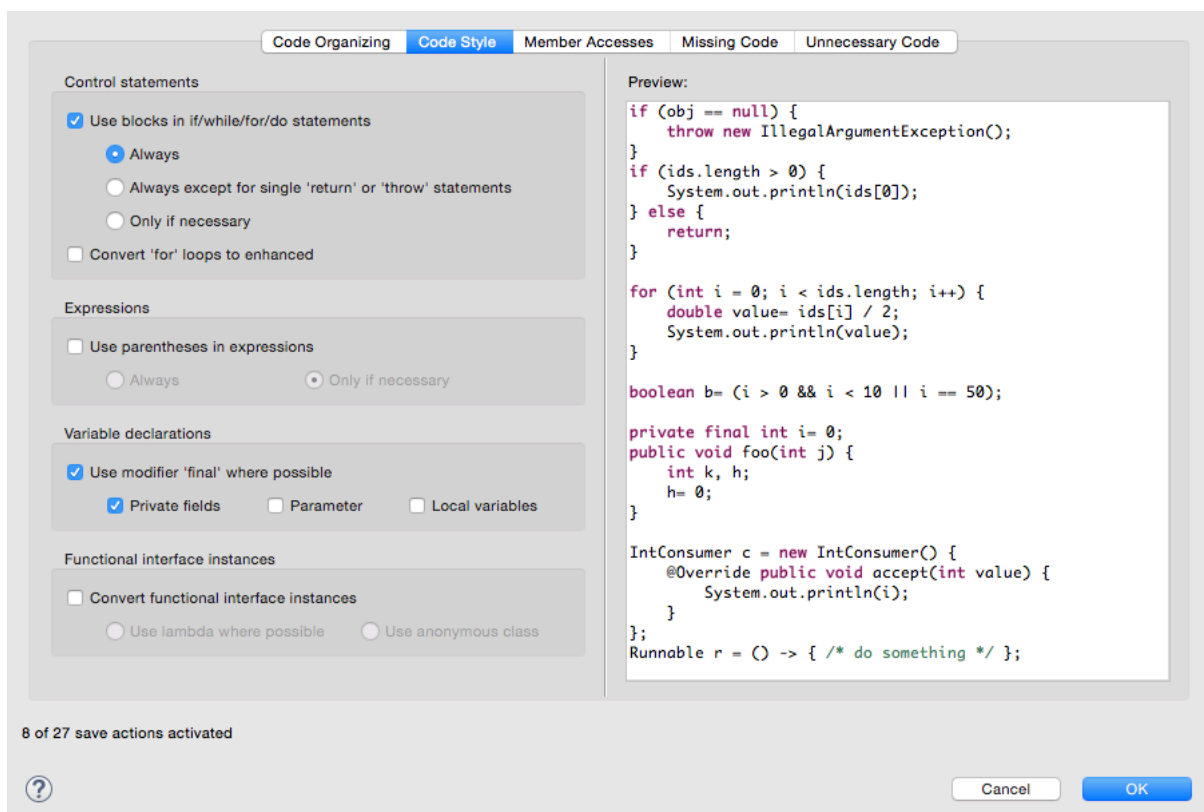 Code Organizing Code Style Member Accesses Missing Code Unnecessary Code
Control statements
Use blocks in if/while/for/do statements
Always
Always except for single 'return' or 'throw' statements
Only if necessary
Convert 'for' loops to enhanced
Expressions
Use parentheses in expressions
Always Only if necessary
Variable declarations
Use modifier 'final' where possible
Private fields Parameter Local variables
Functional interface instances
Convert functional interface instances
Use lambda where possible Use anonymous class
Preview:
if (obj == null) {
    throw new IllegalArgumentException();
}
if (ids.length > 0) {
    System.out.println(ids[0]);
} else {
    return;
}

for (int i = 0; i < ids.length; i++) {
    double value= ids[i] / 2;
    System.out.println(value);
}

boolean b= (i > 0 && i < 10 || i == 50);

private final int i= 0;
public void foo(int j) {
    int k, h;
    h= 0;
}

IntConsumer c = new IntConsumer() {
    @Override public void accept(int value) {
        System.out.println(i);
    }
};
Runnable r = () -> { /* do something */ };
8 of 27 save actions activated
?
Cancel OK